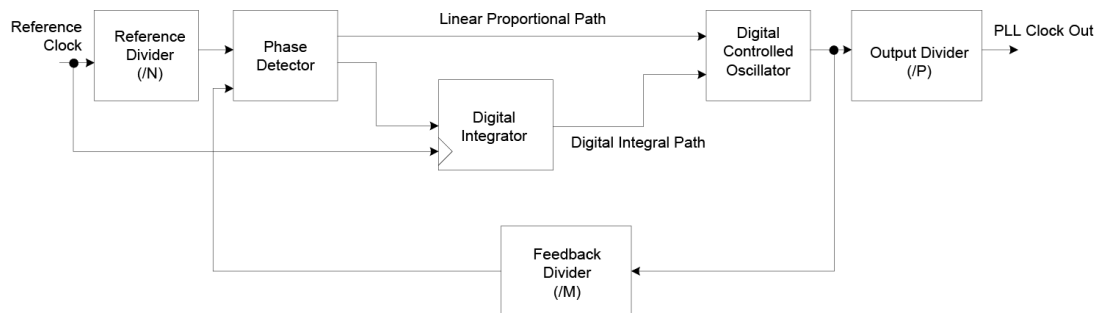 Linear Proportional Path
Reference
Clock
Reference
Divider
(/N)
Phase
Detector
Digital
Controlled
Oscillator
Output Divider
(/P)
PLL Clock Out
Digital
Integrator
Digital Integral Path
Feedback
Divider
(/M)